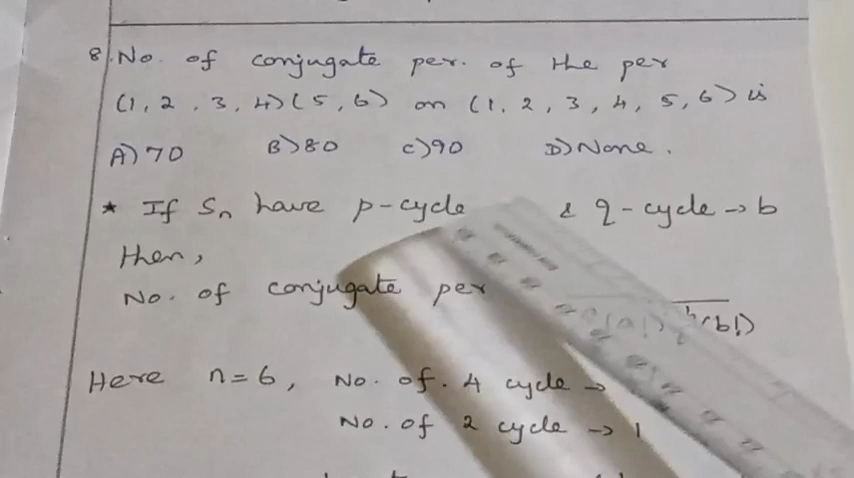 8. No. of conjugate per. of the per
(1, 2, 3, 4) (5, 6) on (1, 2, 3, 4, 5, 6) is
A) 70 B) 80 C) 90 D) None.
* If Sn have p-cycle & q-cycle → b
then,
No. of conjugate per
(a!) b (b!)
Here n=6, No. of. 4 cycle →
No. of 2 cycle → 1